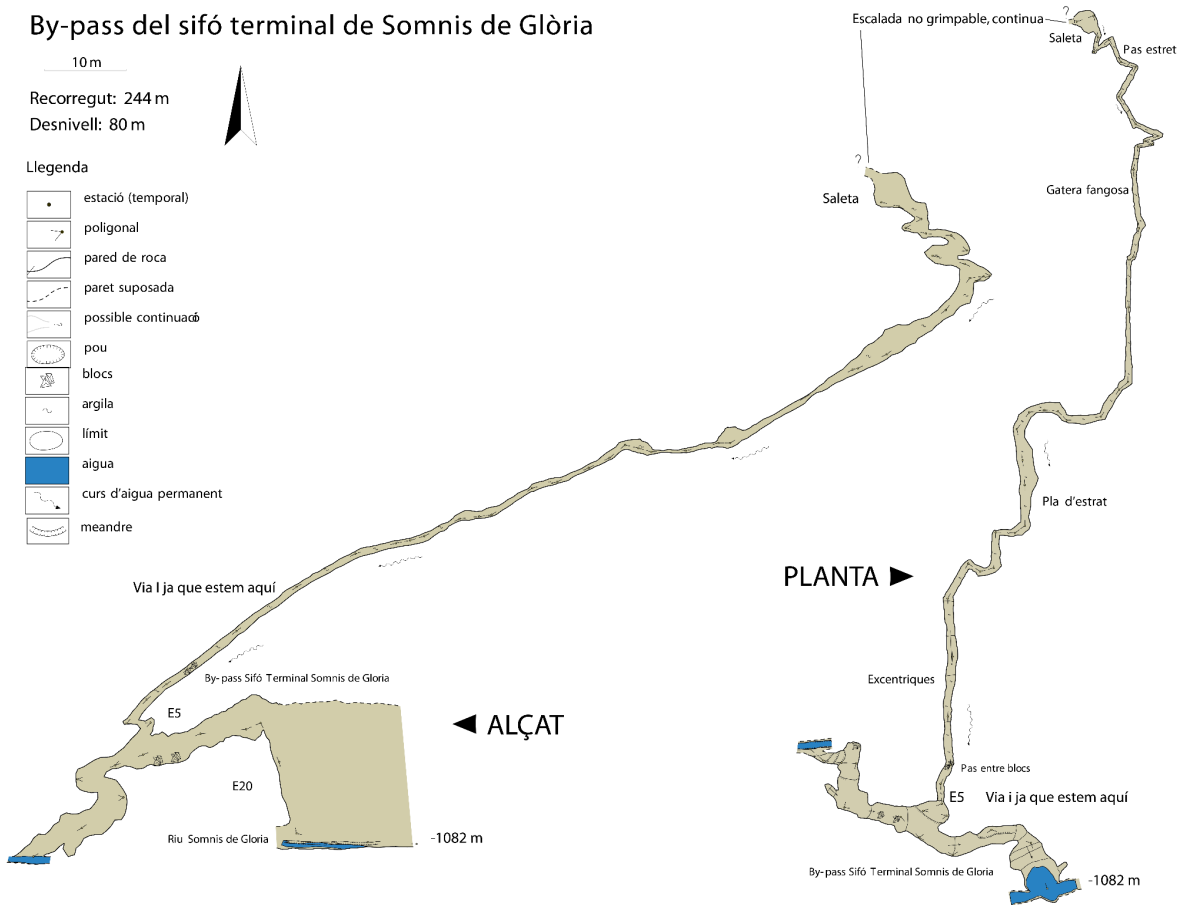 By-pass del sifó terminal de Somnis de Glòria
10 m
Recorregut: 244 m
Desnivell: 80 m
Llegenda
estació (temporal)
poligonal
pared de roca
paret suposada
possible continuació
pou
blocs
argila
límit
aigua
curs d'aigua permanent
meandre
Escalada no grimpable, continua
?
Saleta
Pas estret
?
Saleta
Gatera fangosa
Pla d'estrat
PLANTA
Via I ja que estem aquí
Excentriques
By-pass Sifó Terminal Somnis de Gloria
E5
ALÇAT
E20
Riu Somnis de Gloria
-1082 m
Pas entre blocs
E5
Via i ja que estem aquí
By-pass Sifó Terminal Somnis de Gloria
-1082 m